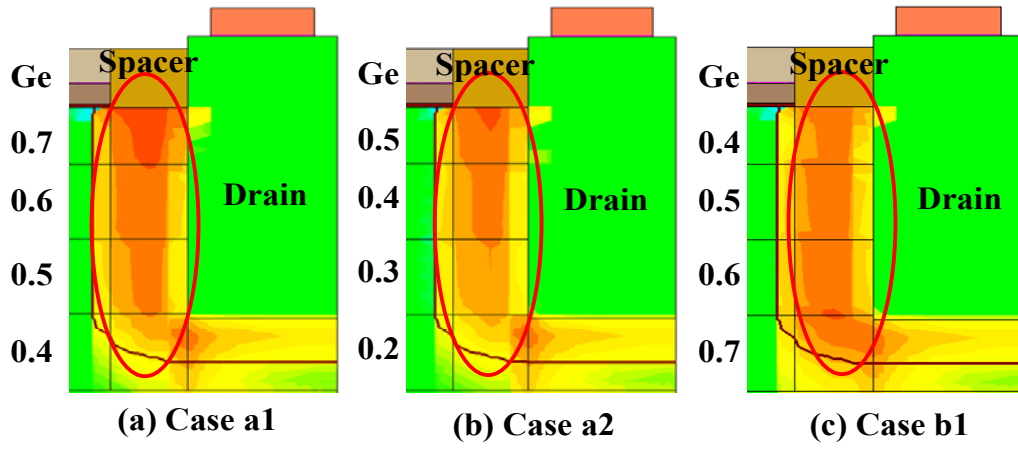 Ge Spacer Ge Spacer Ge Spacer
0.7 0.5 0.4
0.6 Drain 0.4 Drain 0.5 Drain
0.5 0.3 0.6
0.4 0.2 0.7
(a) Case a1 (b) Case a2 (c) Case b1